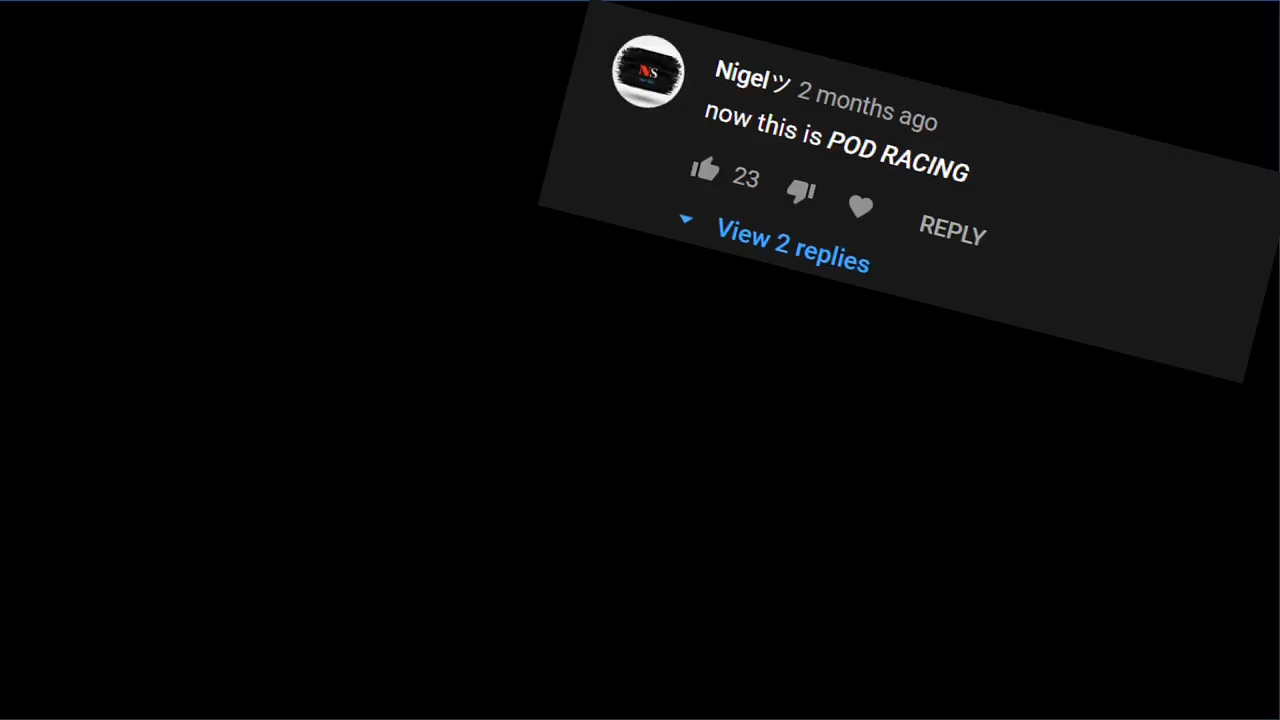 NS
Nigelツ 2 months ago
now this is POD RACING
23
REPLY
View 2 replies